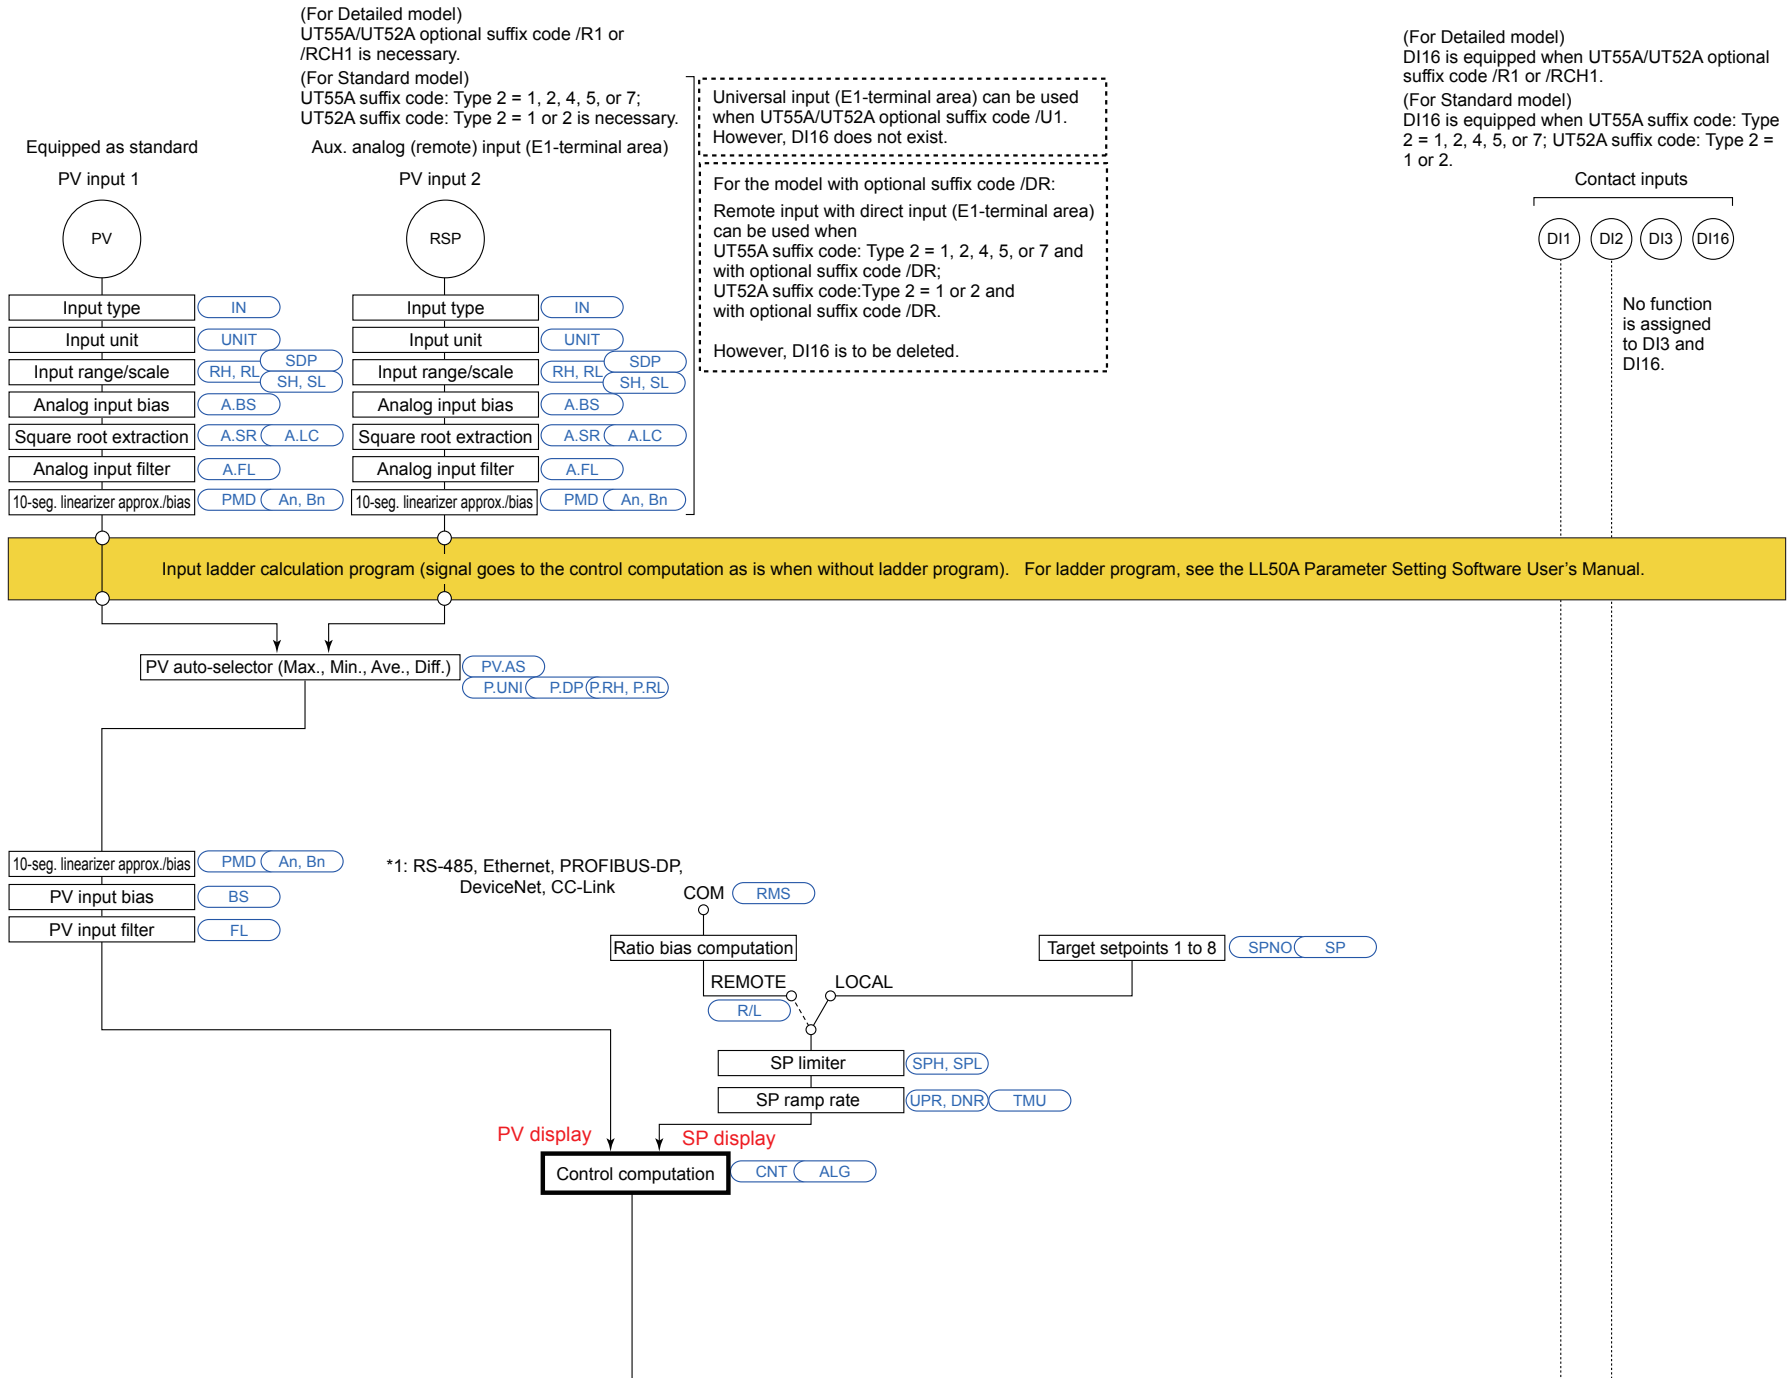 (For Detailed model)
UT55A/UT52A optional suffix code /R1 or
/RCH1 is necessary.
(For Standard model)
UT55A suffix code: Type 2 = 1, 2, 4, 5, or 7;
UT52A suffix code: Type 2 = 1 or 2 is necessary.
Equipped as standard
Aux. analog (remote) input (E1-terminal area)
PV input 1
PV input 2
PV
RSP
Universal input (E1-terminal area) can be used
when UT55A/UT52A optional suffix code /U1.
However, DI16 does not exist.
For the model with optional suffix code /DR:
Remote input with direct input (E1-terminal area)
can be used when
UT55A suffix code: Type 2 = 1, 2, 4, 5, or 7 and
with optional suffix code /DR;
UT52A suffix code:Type 2 = 1 or 2 and
with optional suffix code /DR.
However, DI16 is to be deleted.
(For Detailed model)
DI16 is equipped when UT55A/UT52A optional
suffix code /R1 or /RCH1.
(For Standard model)
DI16 is equipped when UT55A suffix code: Type
2 = 1, 2, 4, 5, or 7; UT52A suffix code: Type 2 =
1 or 2.
Contact inputs
DI1 DI2 DI3 DI16
No function
is assigned
to DI3 and
DI16.
Input type IN
Input unit UNIT
Input range/scale RH, RL SDP SH, SL
Analog input bias A.BS
Square root extraction A.SR A.LC
Analog input filter A.FL
10-seg. linearizer approx./bias PMD An, Bn
Input type IN
Input unit UNIT
Input range/scale RH, RL SDP SH, SL
Analog input bias A.BS
Square root extraction A.SR A.LC
Analog input filter A.FL
10-seg. linearizer approx./bias PMD An, Bn
Input ladder calculation program (signal goes to the control computation as is when without ladder program). For ladder program, see the LL50A Parameter Setting Software User's Manual.
PV auto-selector (Max., Min., Ave., Diff.) PV.AS
P.UNI P.DP P.RH, P.RL
10-seg. linearizer approx./bias PMD An, Bn
PV input bias BS
PV input filter FL
*1: RS-485, Ethernet, PROFIBUS-DP,
DeviceNet, CC-Link
COM RMS
Ratio bias computation
Target setpoints 1 to 8 SPNO SP
REMOTE LOCAL
R/L
SP limiter SPH, SPL
SP ramp rate UPR, DNR TMU
PV display SP display
Control computation CNT ALG